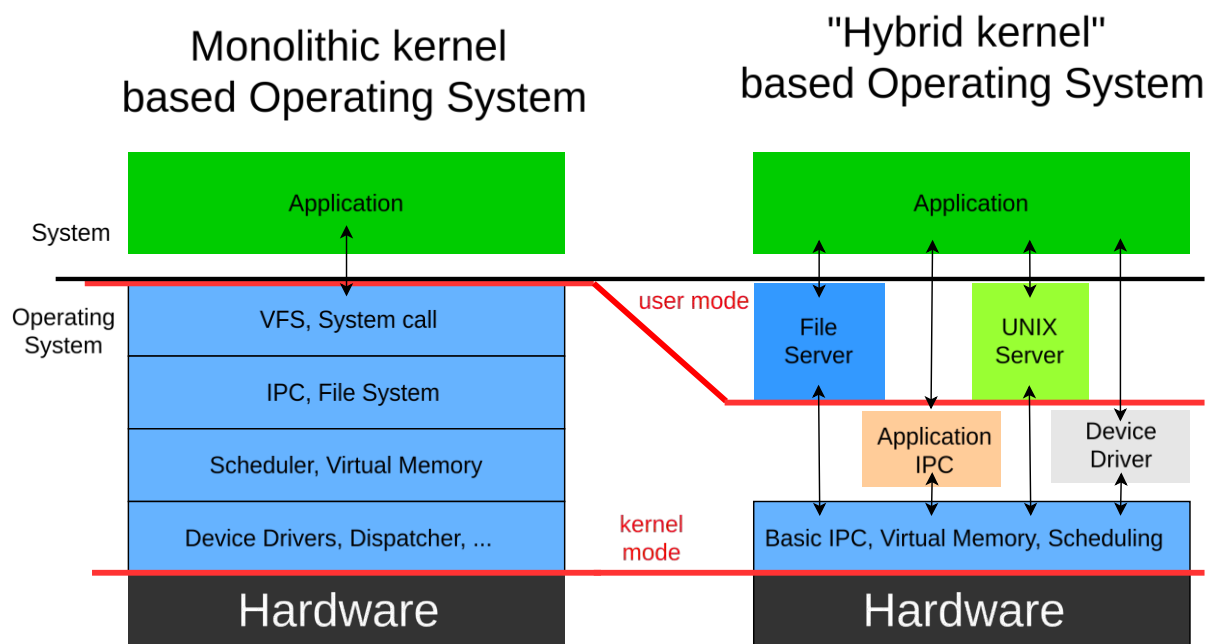 Monolithic kernel
based Operating System
"Hybrid kernel"
based Operating System
Application
Application
System
Operating
System
user mode
VFS, System call
IPC, File System
Scheduler, Virtual Memory
Device Drivers, Dispatcher, ...
kernel
mode
File
Server
UNIX
Server
Application
IPC
Device
Driver
Basic IPC, Virtual Memory, Scheduling
Hardware
Hardware